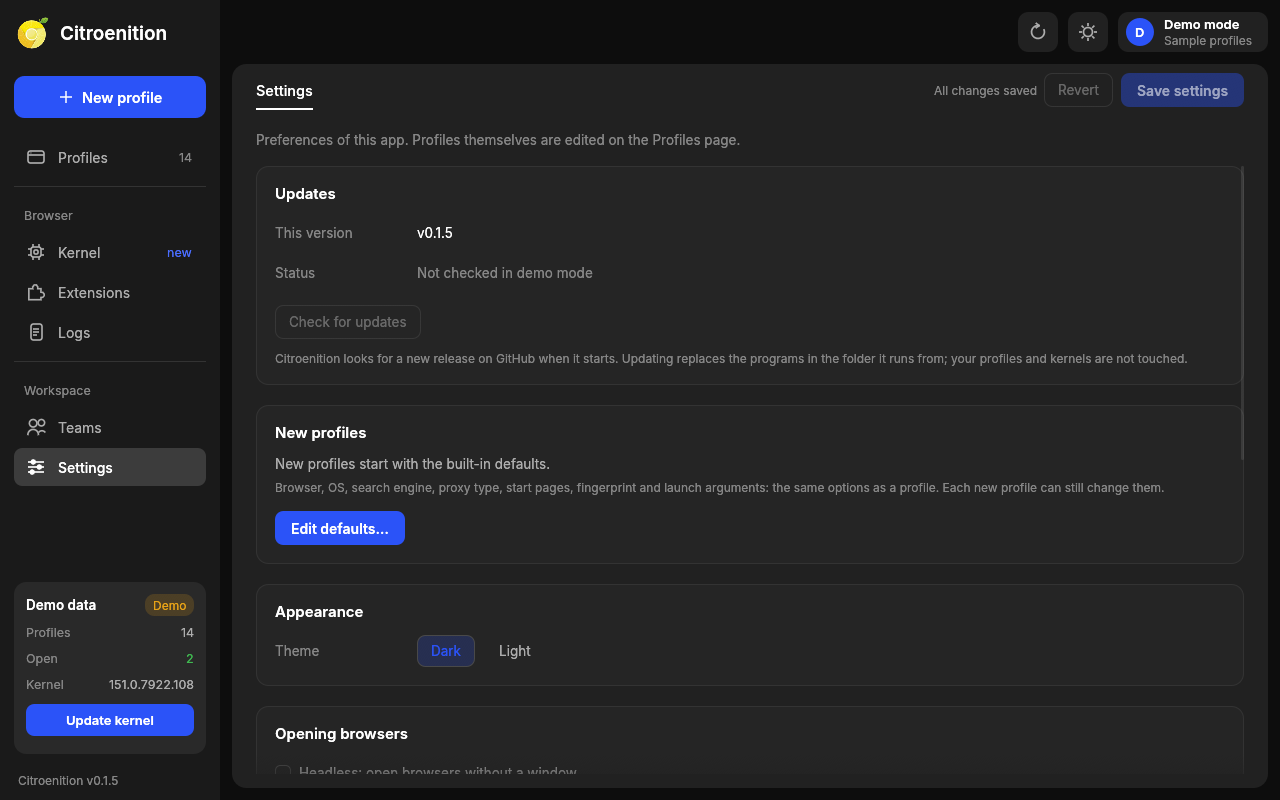 Citroenition
New profile
Profiles 14
Browser
Kernel new
Extensions
Logs
Workspace
Teams
Settings
Demo data Demo
Profiles 14
Open 2
Kernel 151.0.7922.108
Update kernel
Citroenition v0.1.5
D
Demo mode
Sample profiles
Settings
All changes saved
Revert
Save settings
Preferences of this app. Profiles themselves are edited on the Profiles page.
Updates
This version v0.1.5
Status Not checked in demo mode
Check for updates
Citroenition looks for a new release on GitHub when it starts. Updating replaces the programs in the folder it runs from; your profiles and kernels are not touched.
New profiles
New profiles start with the built-in defaults.
Browser, OS, search engine, proxy type, start pages, fingerprint and launch arguments: the same options as a profile. Each new profile can still change them.
Edit defaults...
Appearance
Theme Dark Light
Opening browsers
Headless: open browsers without a window